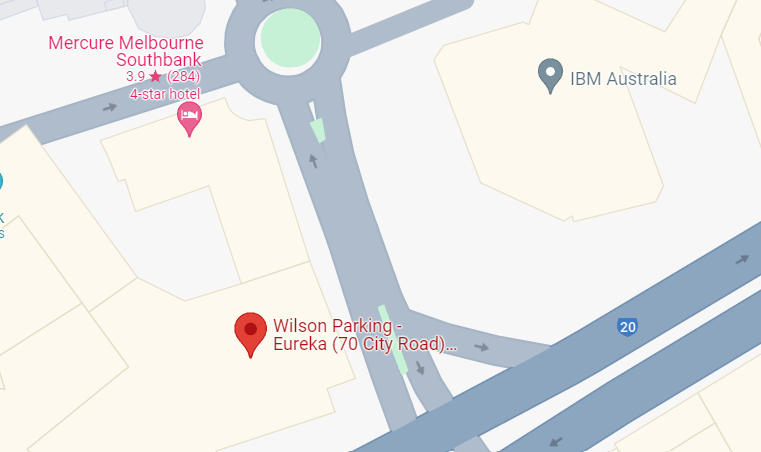 Mercure Melbourne
Southbank
3.9 ★ (284)
4-star hotel
IBM Australia
K
s
20
Wilson Parking -
Eureka (70 City Road)...